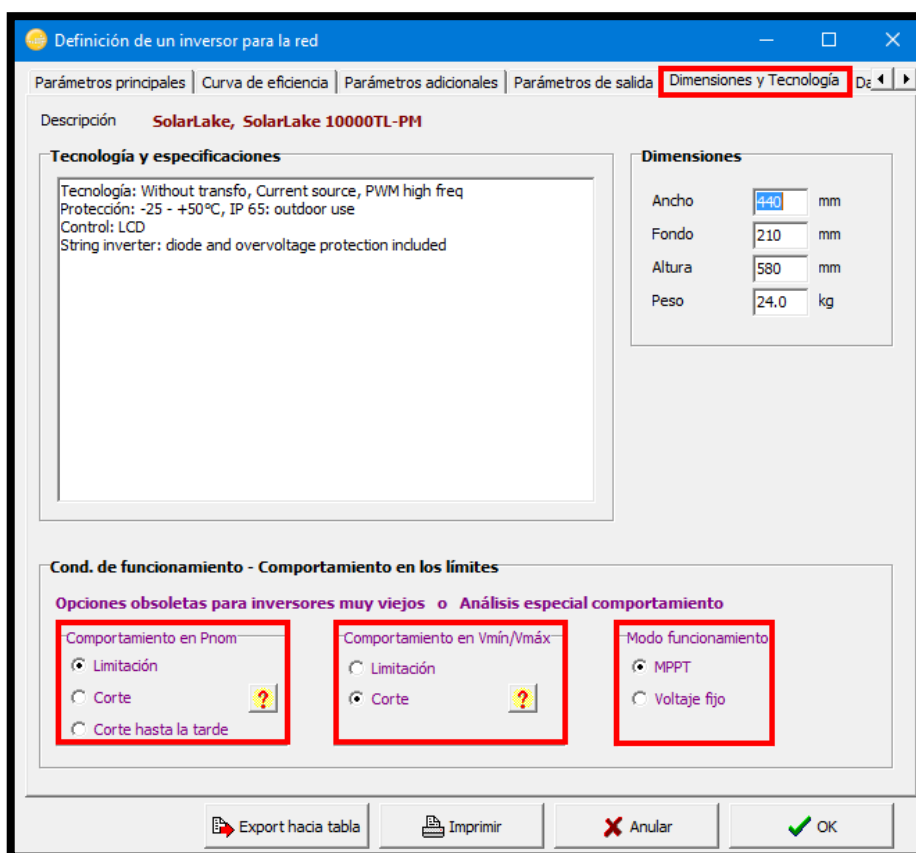 Definición de un inversor para la red
Parámetros principales Curva de eficiencia Parámetros adicionales Parámetros de salida Dimensiones y Tecnología
Descripción SolarLake, SolarLake 10000TL-PM
Tecnología y especificaciones
Tecnología: Without transfo, Current source, PWM high freq
Protección: -25 - +50ºC, IP 65: outdoor use
Control: LCD
String inverter: diode and overvoltage protection included
Dimensiones
Ancho 440 mm
Fondo 210 mm
Altura 580 mm
Peso 24.0 kg
Cond. de funcionamiento - Comportamiento en los límites
Opciones obsoletas para inversores muy viejos o Análisis especial comportamiento
Comportamiento en Pnom
Limitación
Corte ?
Corte hasta la tarde
Comportamiento en Vmín/Vmáx
Limitación
Corte ?
Modo funcionamiento
MPPT
Voltaje fijo
Export hacia tabla Imprimir Anular OK